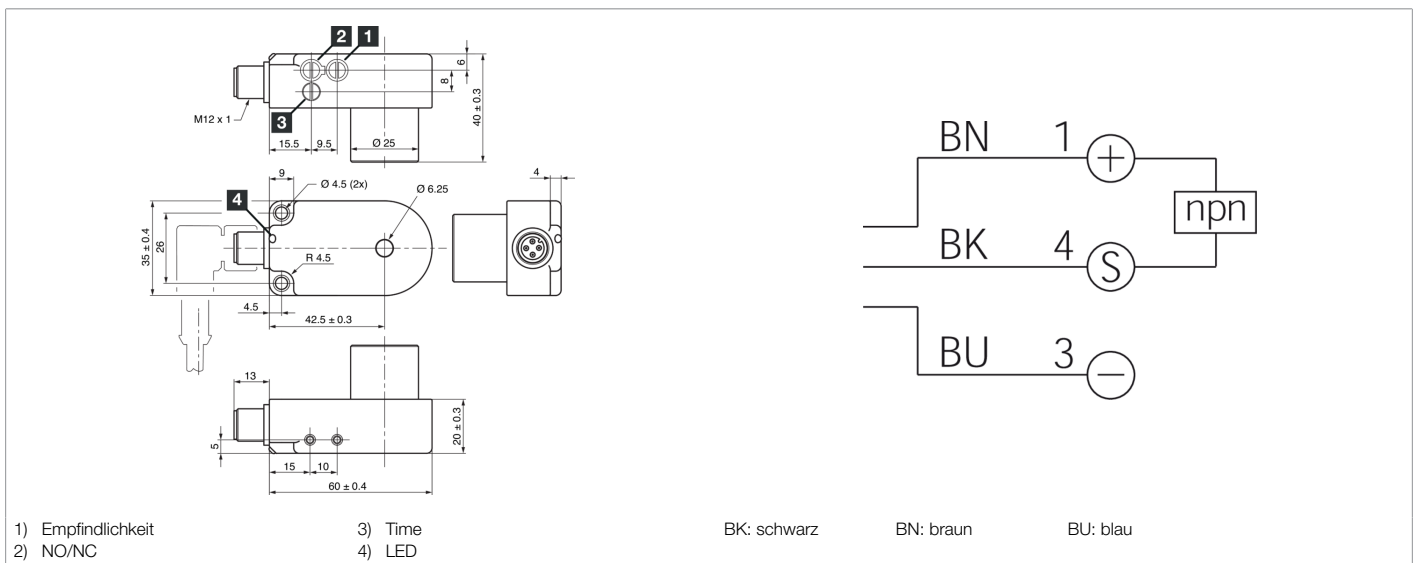 2 1
6
8
40 ± 0.3
M12 x 1
3
15.5 9.5 Ø 25
9 4
Ø 4.5 (2x)
Ø 6.25
4
35 ± 0.4
26
R 4.5
4.5
42.5 ± 0.3
13
20 ± 0.3
5
15 10
60 ± 0.4
BN 1 +
npn
BK 4 S
BU 3 −
1) Empfindlichkeit 3) Time BK: schwarz BN: braun BU: blau
2) NO/NC 4) LED